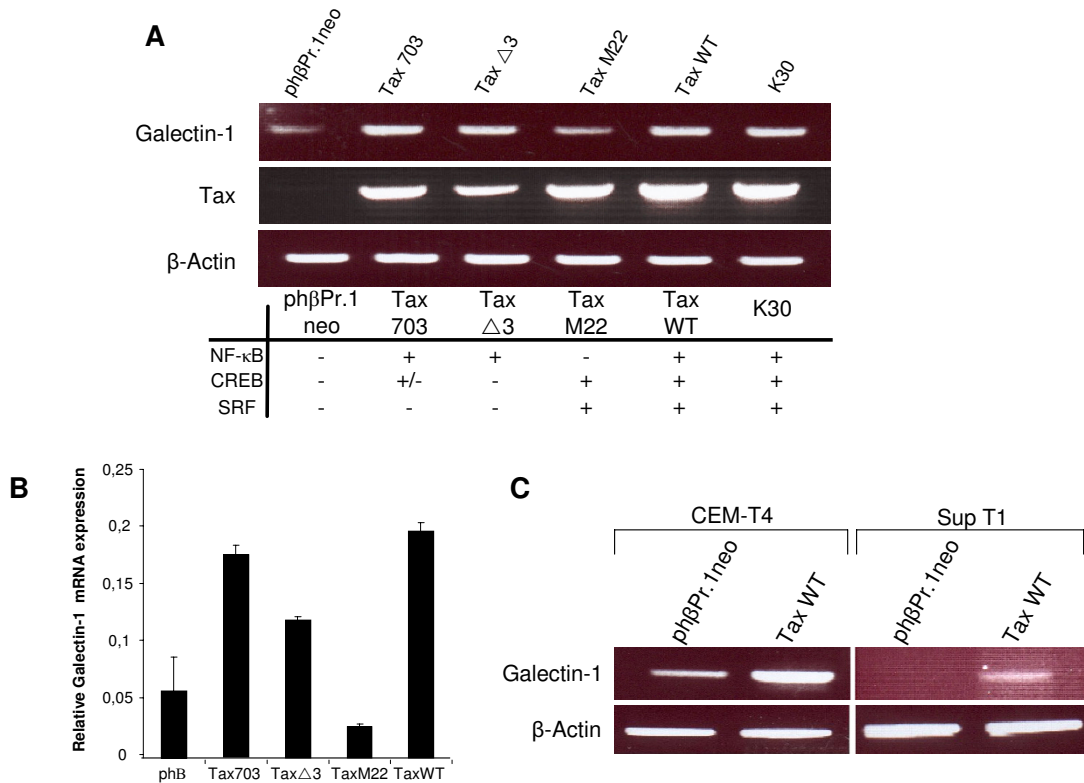 A
phβPr.1neo Tax 703 Tax △3 Tax M22 Tax WT K30
Galectin-1
Tax
β-Actin
phβPr.1 neo Tax 703 Tax △3 Tax M22 Tax WT K30
NF-κB - + + - + +
CREB - +/- - + + +
SRF - - - + + +
B
Relative Galectin-1 mRNA expression
0,25
0,2
0,15
0,1
0,05
0
phB Tax703 Tax△3 TaxM22 TaxWT
C
CEM-T4 Sup T1
phβPr.1neo Tax WT phβPr.1neo Tax WT
Galectin-1
β-Actin